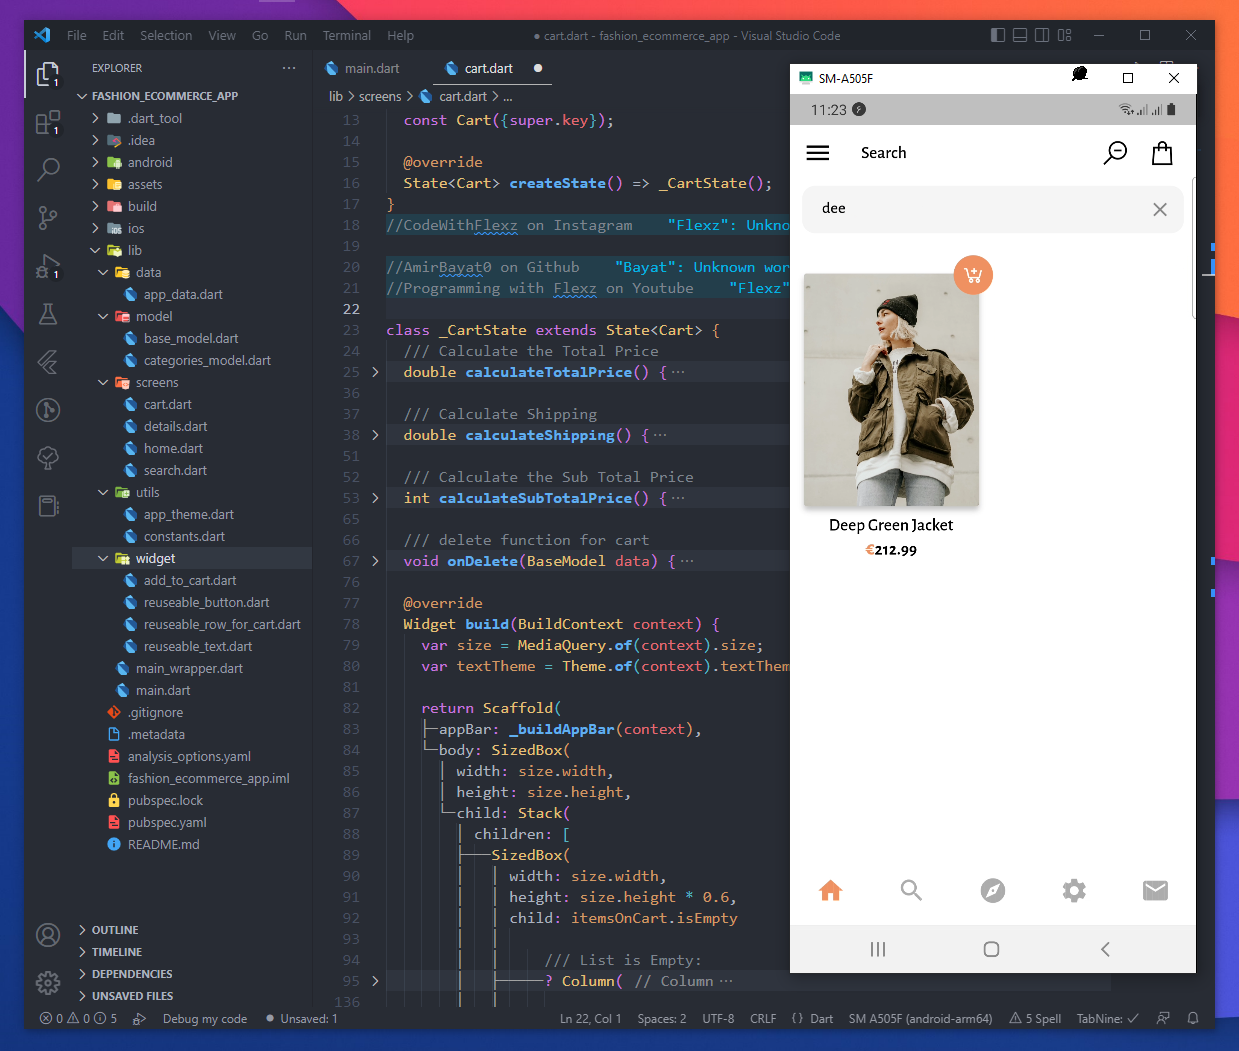 File Edit Selection View Go Run Terminal Help
● cart.dart - fashion_ecommerce_app - Visual Studio Code
EXPLORER
FASHION_ECOMMERCE_APP
.dart_tool
.idea
android
assets
build
ios
lib
data
app_data.dart
model
base_model.dart
categories_model.dart
screens
cart.dart
details.dart
home.dart
search.dart
utils
app_theme.dart
constants.dart
widget
add_to_cart.dart
reuseable_button.dart
reuseable_row_for_cart.dart
reuseable_text.dart
main_wrapper.dart
main.dart
.gitignore
.metadata
analysis_options.yaml
fashion_ecommerce_app.iml
pubspec.lock
pubspec.yaml
README.md
OUTLINE
TIMELINE
DEPENDENCIES
UNSAVED FILES
1
1
1
main.dart
cart.dart
lib > screens > cart.dart > ...
13 const Cart({super.key});
14
15 @override
16 State<Cart> createState() => _CartState();
17 }
18 //CodeWithFlexz on Instagram "Flexz": Unkno
19
20 //AmirBayat0 on Github "Bayat": Unknown wor
21 //Programming with Flexz on Youtube "Flexz"
22
23 class _CartState extends State<Cart> {
24 /// Calculate the Total Price
25 double calculateTotalPrice() {···
36
37 /// Calculate Shipping
38 double calculateShipping() {···
51
52 /// Calculate the Sub Total Price
53 int calculateSubTotalPrice() {···
65
66 /// delete function for cart
67 void onDelete(BaseModel data) {···
76
77 @override
78 Widget build(BuildContext context) {
79 var size = MediaQuery.of(context).size;
80 var textTheme = Theme.of(context).textThem
81
82 return Scaffold(
83 appBar: _buildAppBar(context),
84 body: SizedBox(
85 width: size.width,
86 height: size.height,
87 child: Stack(
88 children: [
89 SizedBox(
90 width: size.width,
91 height: size.height * 0.6,
92 child: itemsOnCart.isEmpty
93
94 /// List is Empty:
95 ? Column( // Column ···
136
SM-A505F
11:23
Search
dee
Deep Green Jacket
€212.99
0 0 5 Debug my code ● Unsaved: 1 Ln 22, Col 1 Spaces: 2 UTF-8 CRLF {} Dart SM A505F (android-arm64) 5 Spell TabNine: ✓